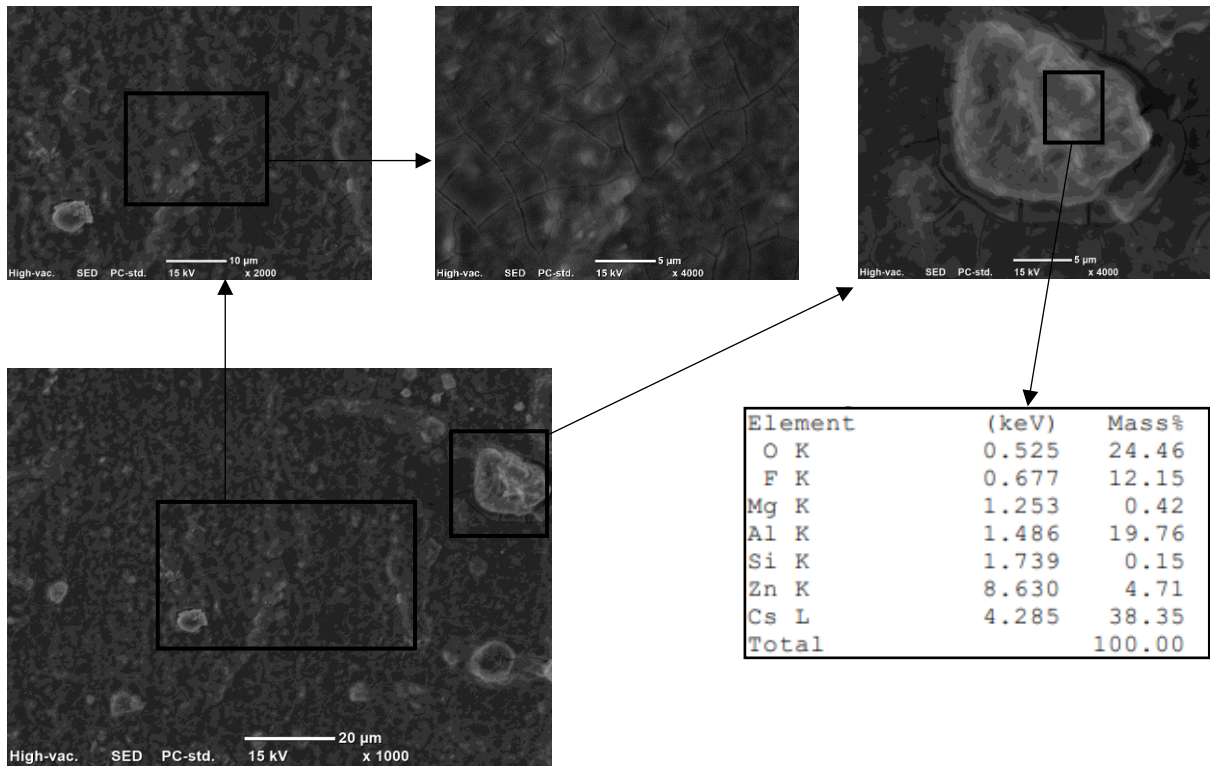 10 µm
High-vac. SED PC-std. 15 kV x 2000
5 µm
High-vac. SED PC-std. 15 kV x 4000
5 µm
High-vac. SED PC-std. 15 kV x 4000
20 µm
High-vac. SED PC-std. 15 kV x 1000
Element (keV) Mass%
O K 0.525 24.46
F K 0.677 12.15
Mg K 1.253 0.42
Al K 1.486 19.76
Si K 1.739 0.15
Zn K 8.630 4.71
Cs L 4.285 38.35
Total 100.00